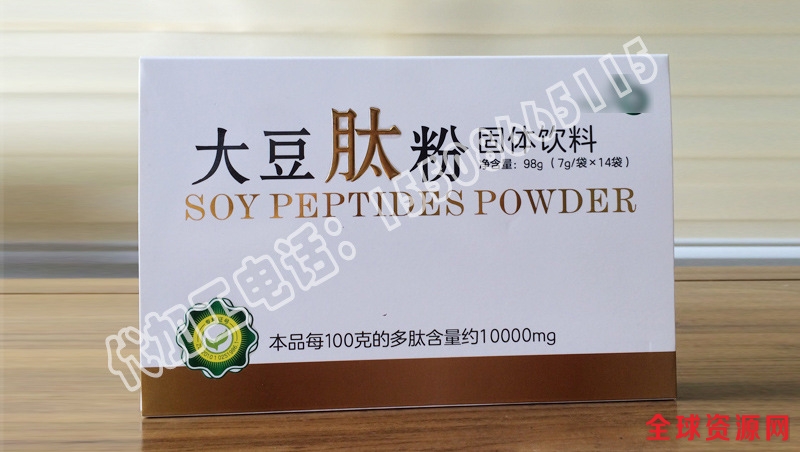 大豆肽粉 固体饮料
净含量：98g（7g/袋×14袋）
SOY PEPTIDES POWDER
本品每100克的多肽含量约10000mg
代加工电话：
全球资源网